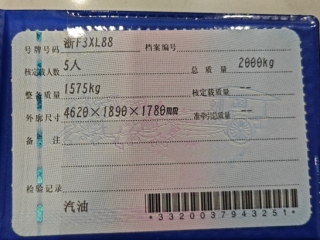 号牌号码 浙F3XL88 档案编号
核定载人数 5人 总质量 2000kg
整备质量 1575kg 核定载质量 --
外廓尺寸 4620×1890×1780 准牵引总质量 --
备注
检验记录
汽油
*3320037943251*